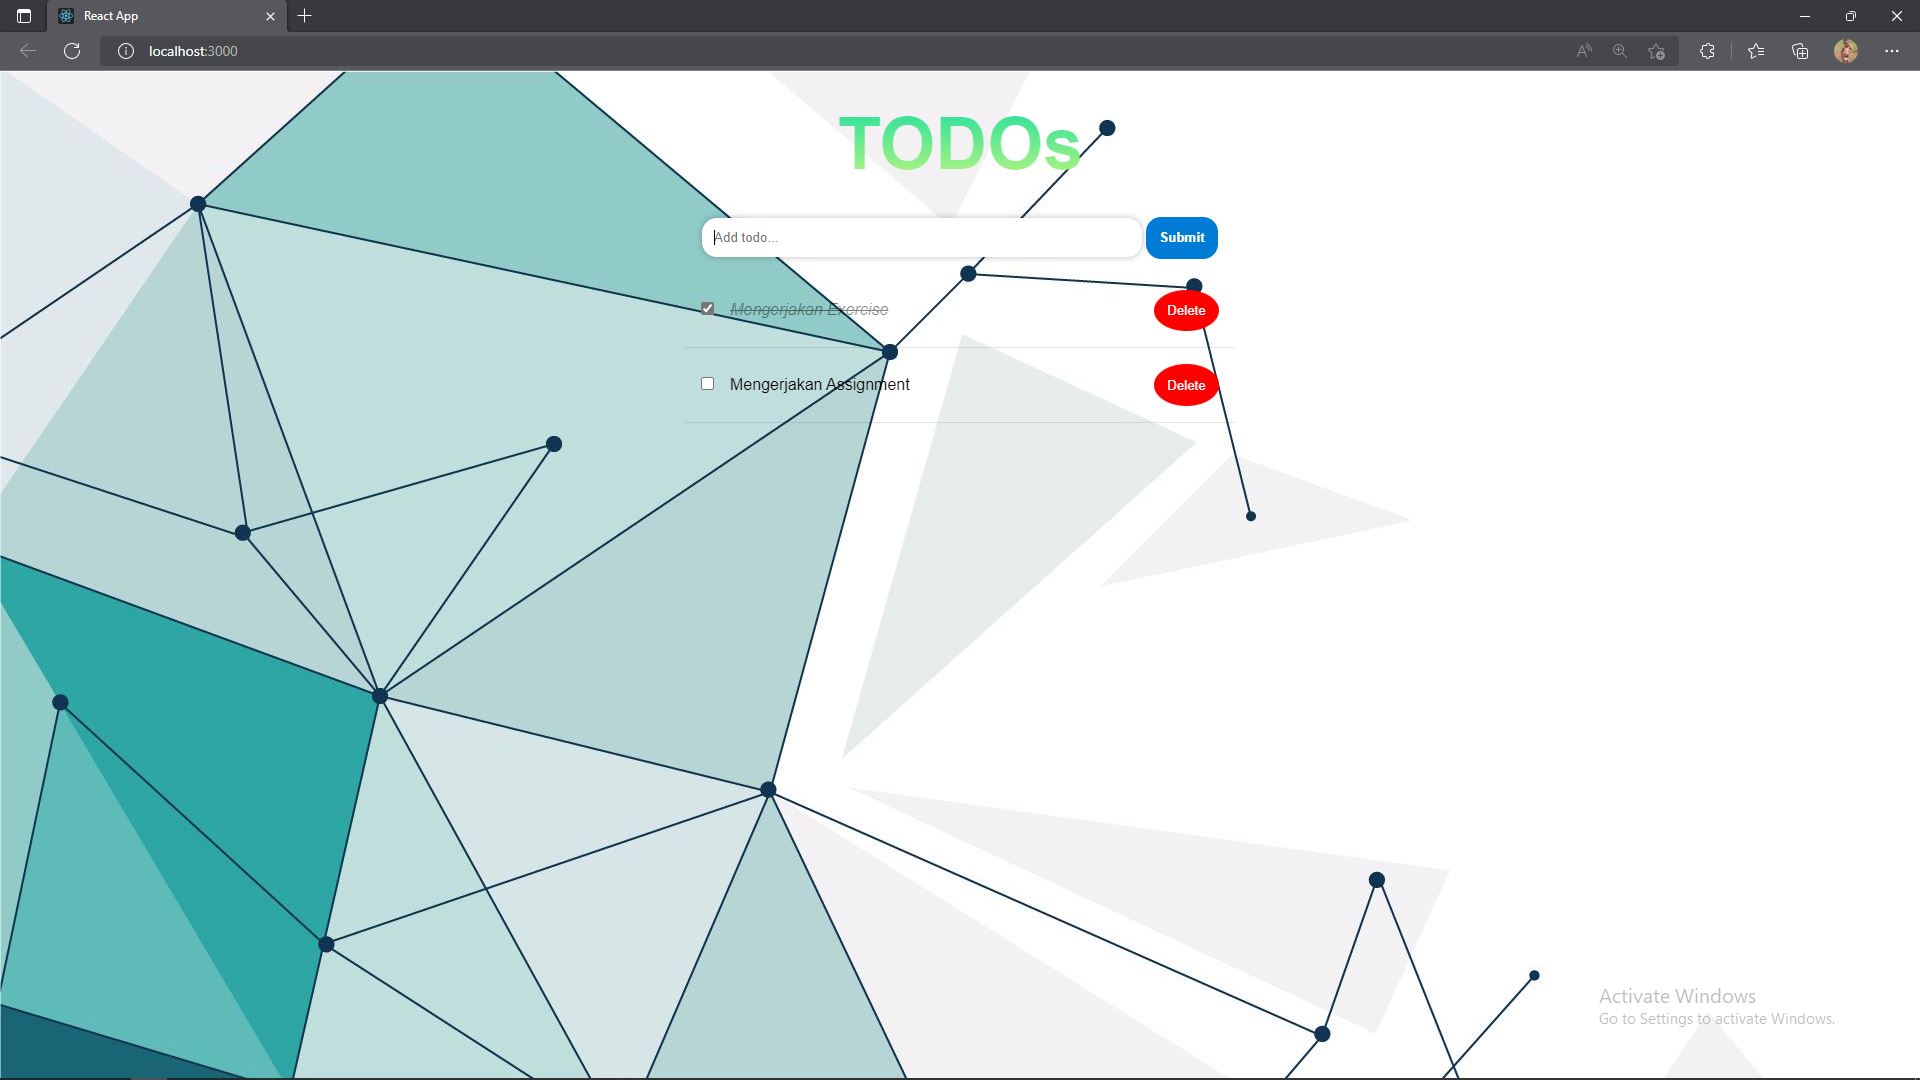 React App
localhost:3000
TODOs
Add todo...
Submit
Mengerjakan Exercise
Delete
Mengerjakan Assignment
Delete
Activate Windows
Go to Settings to activate Windows.